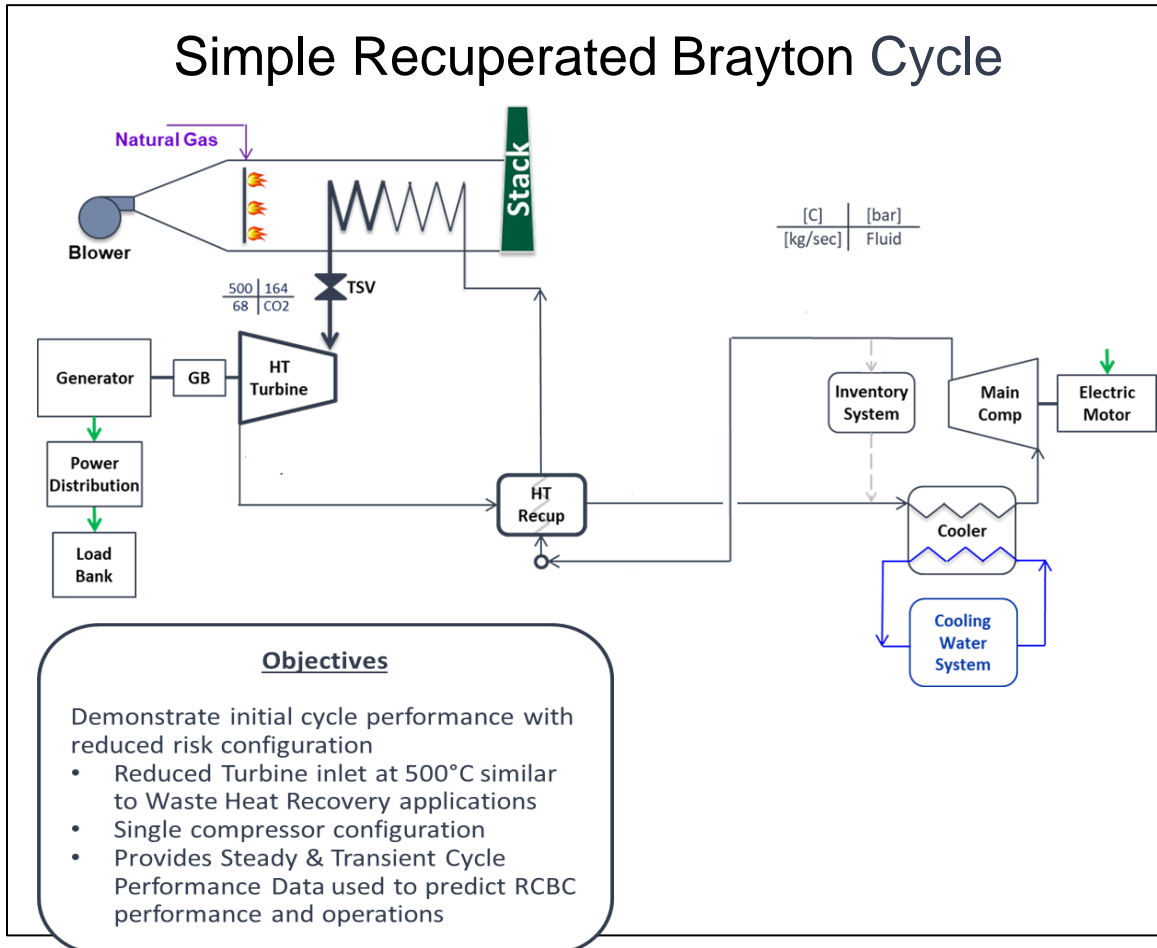 Simple Recuperated Brayton Cycle
Natural Gas
Stack
Blower
[C] [bar]
[kg/sec] Fluid
500 164
68 CO2
TSV
Generator
GB
HT
Turbine
Inventory
System
Main
Comp
Electric
Motor
Power
Distribution
HT
Recup
Cooler
Load
Bank
Cooling
Water
System
Objectives
Demonstrate initial cycle performance with
reduced risk configuration
• Reduced Turbine inlet at 500°C similar
to Waste Heat Recovery applications
• Single compressor configuration
• Provides Steady & Transient Cycle
Performance Data used to predict RCBC
performance and operations